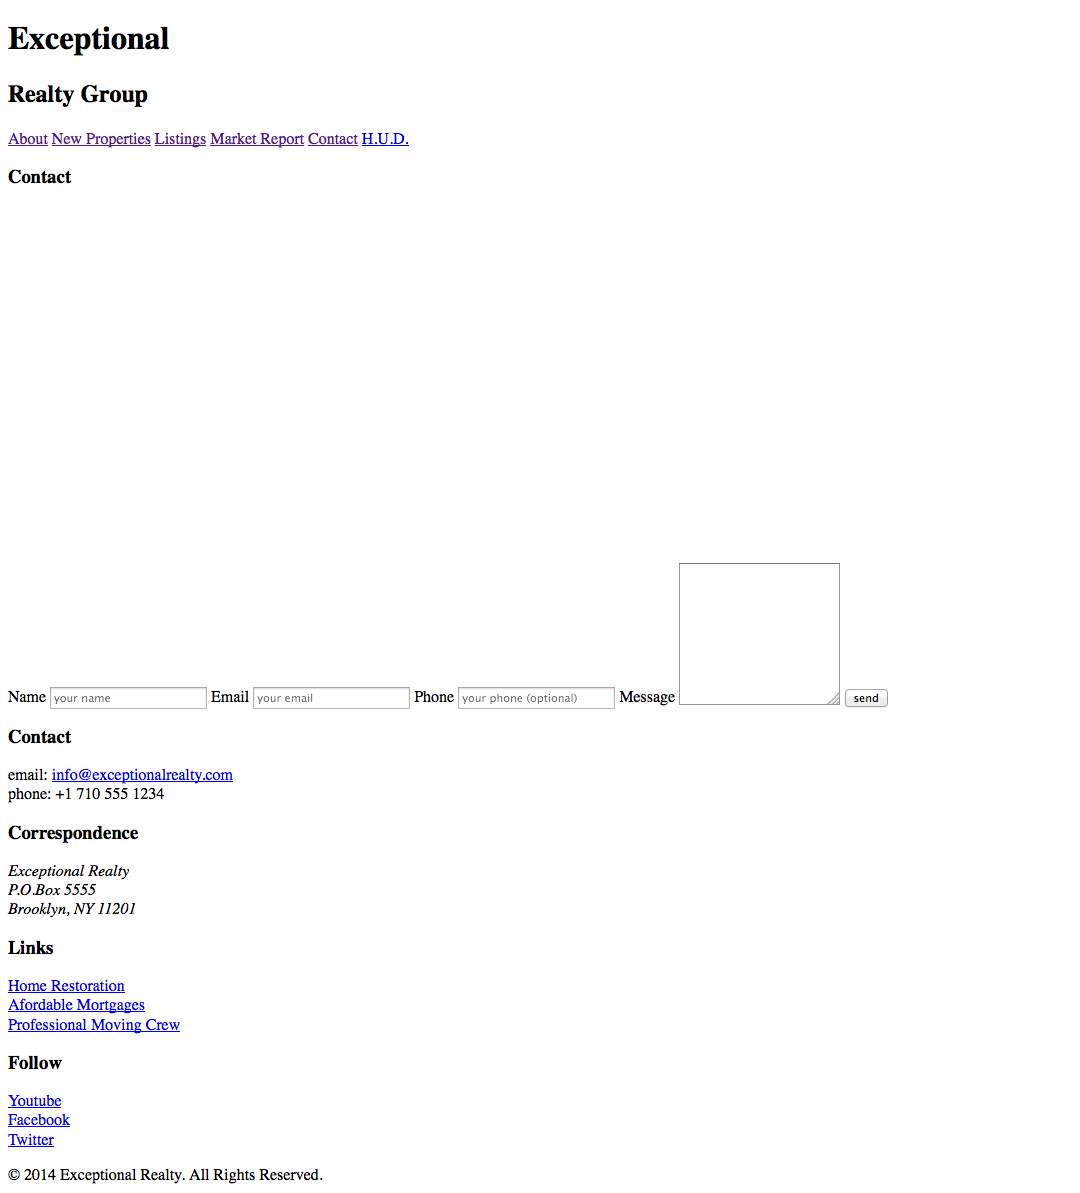 Exceptional
Realty Group
About New Properties Listings Market Report Contact H.U.D.
Contact
Name your name Email your email Phone your phone (optional) Message send
Contact
email: info@exceptionalrealty.com
phone: +1 710 555 1234
Correspondence
Exceptional Realty
P.O.Box 5555
Brooklyn, NY 11201
Links
Home Restoration
Afordable Mortgages
Professional Moving Crew
Follow
Youtube
Facebook
Twitter
© 2014 Exceptional Realty. All Rights Reserved.